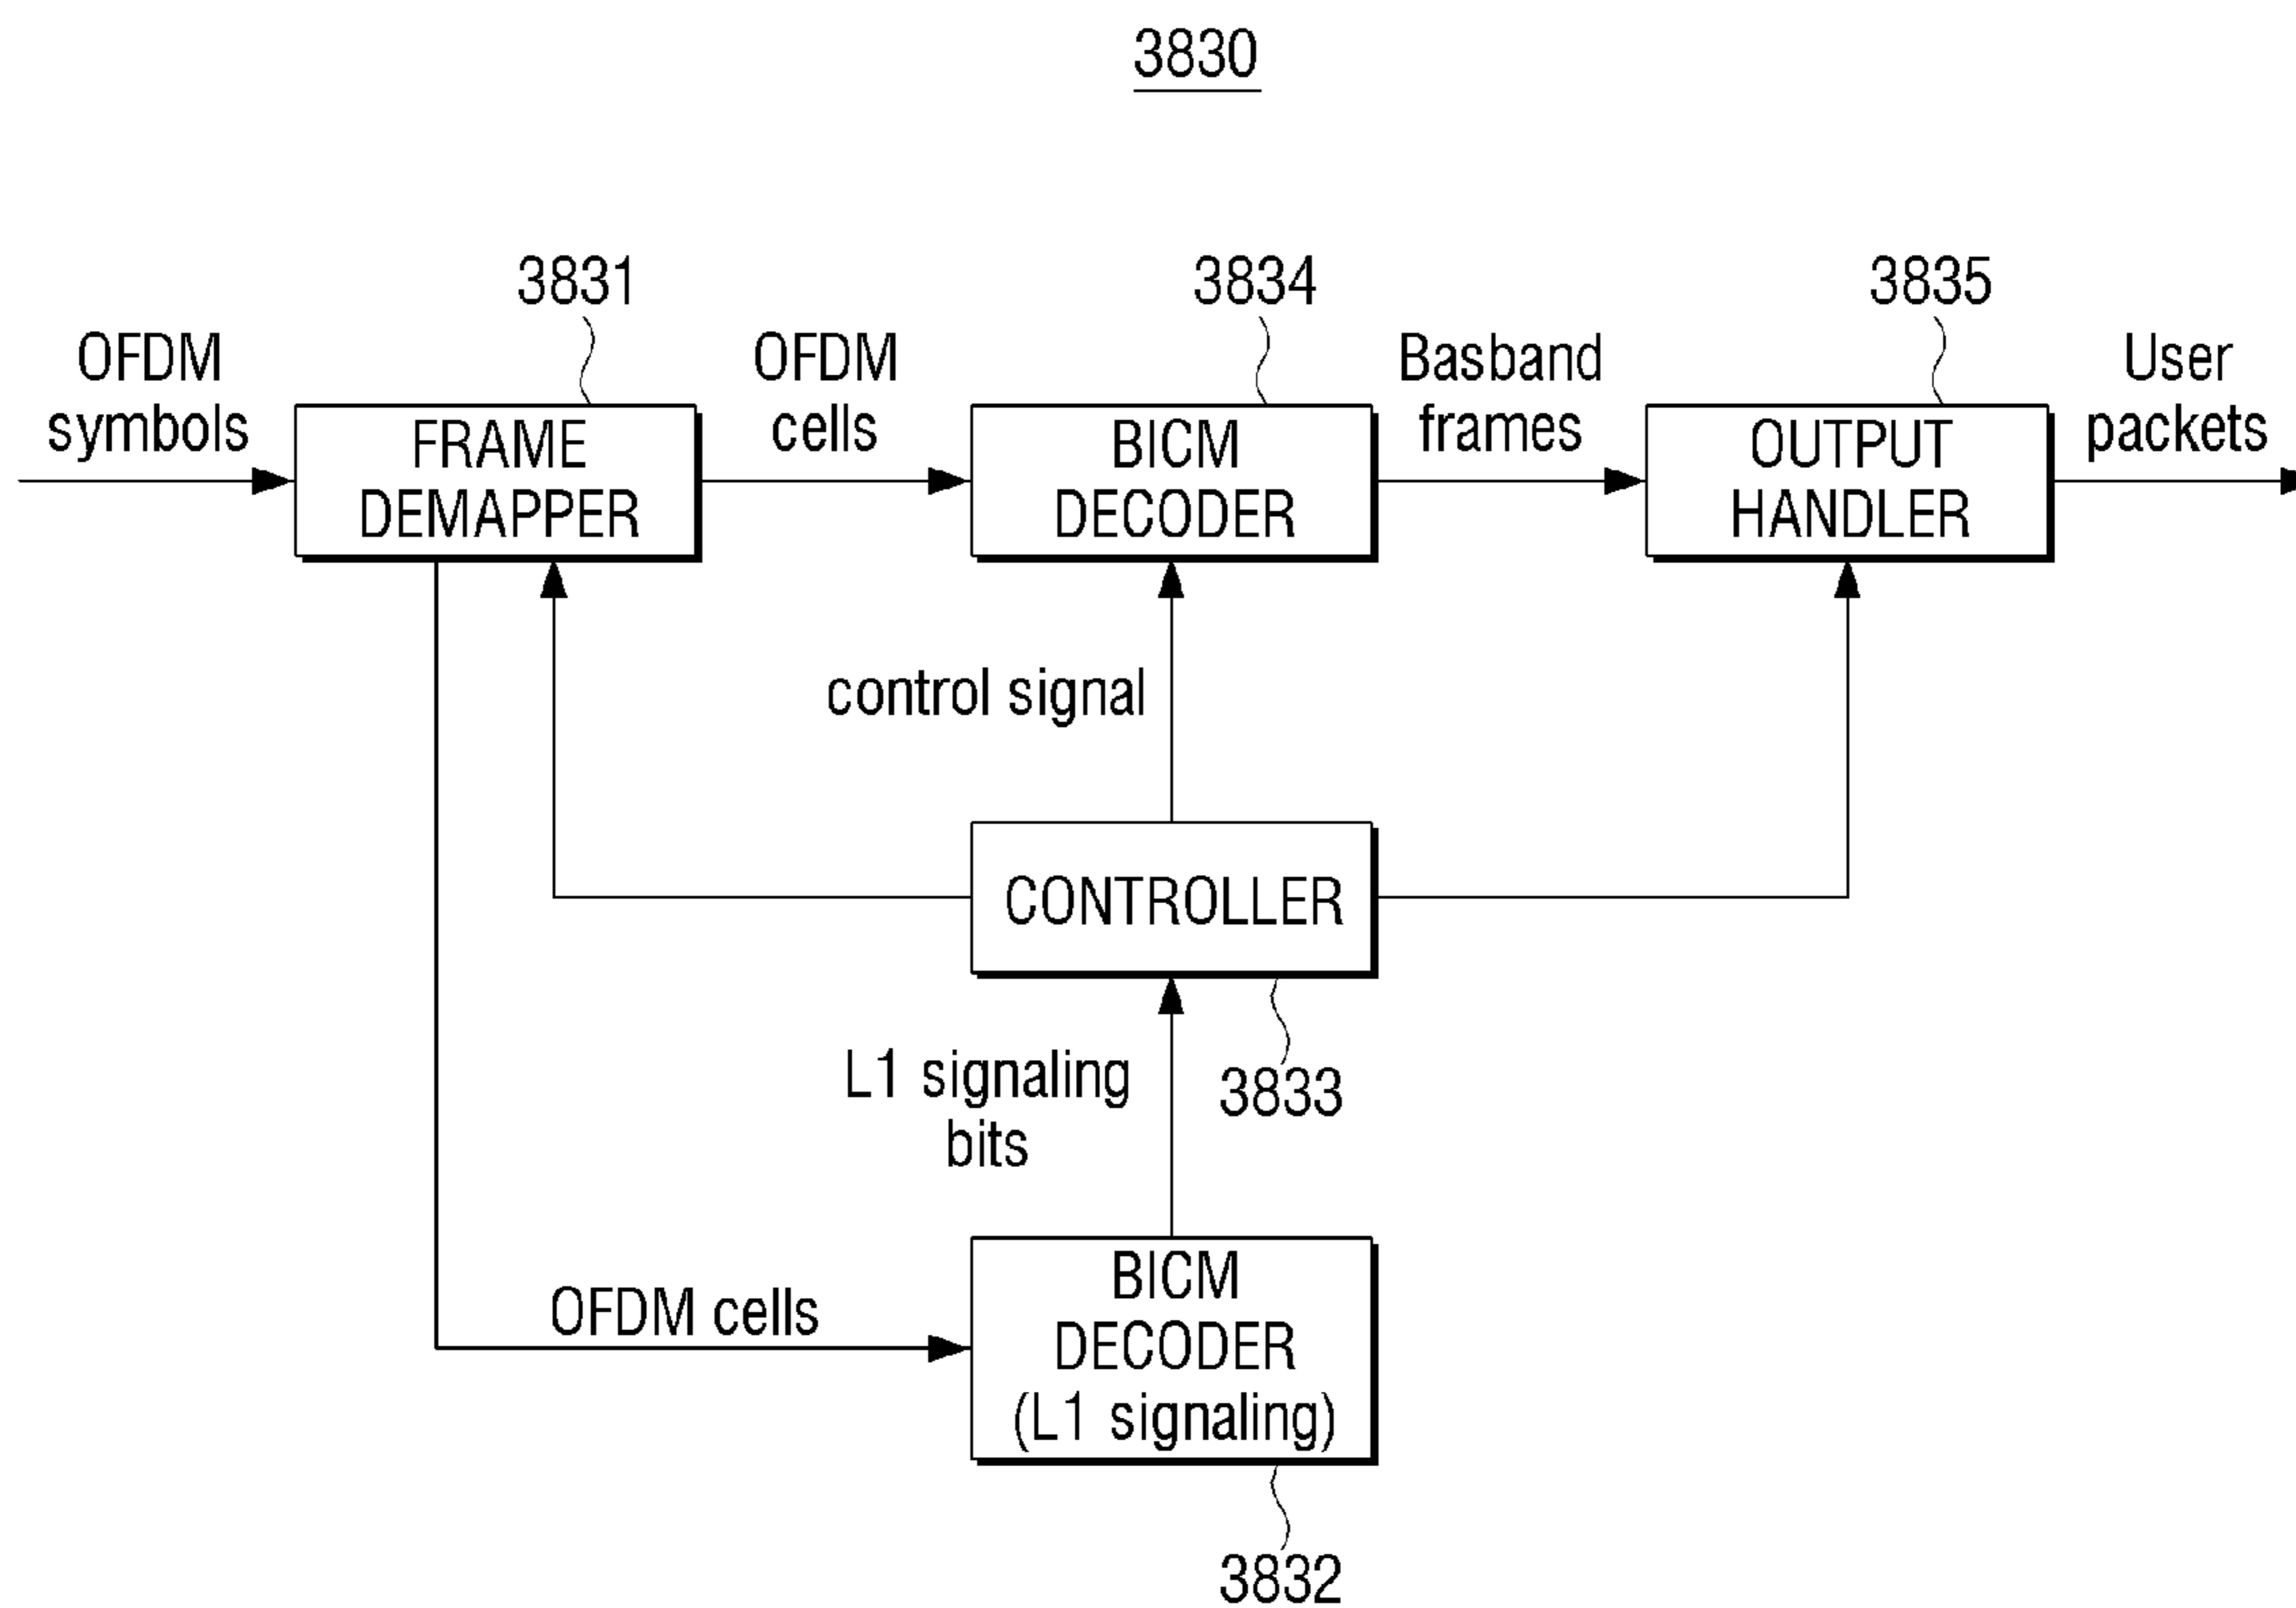 3830
3831
3834
3835
OFDM
symbols
FRAME
DEMAPPER
OFDM
cells
BICM
DECODER
Basband
frames
OUTPUT
HANDLER
User
packets
control signal
CONTROLLER
3833
L1 signaling
bits
OFDM cells
BICM
DECODER
(L1 signaling)
3832